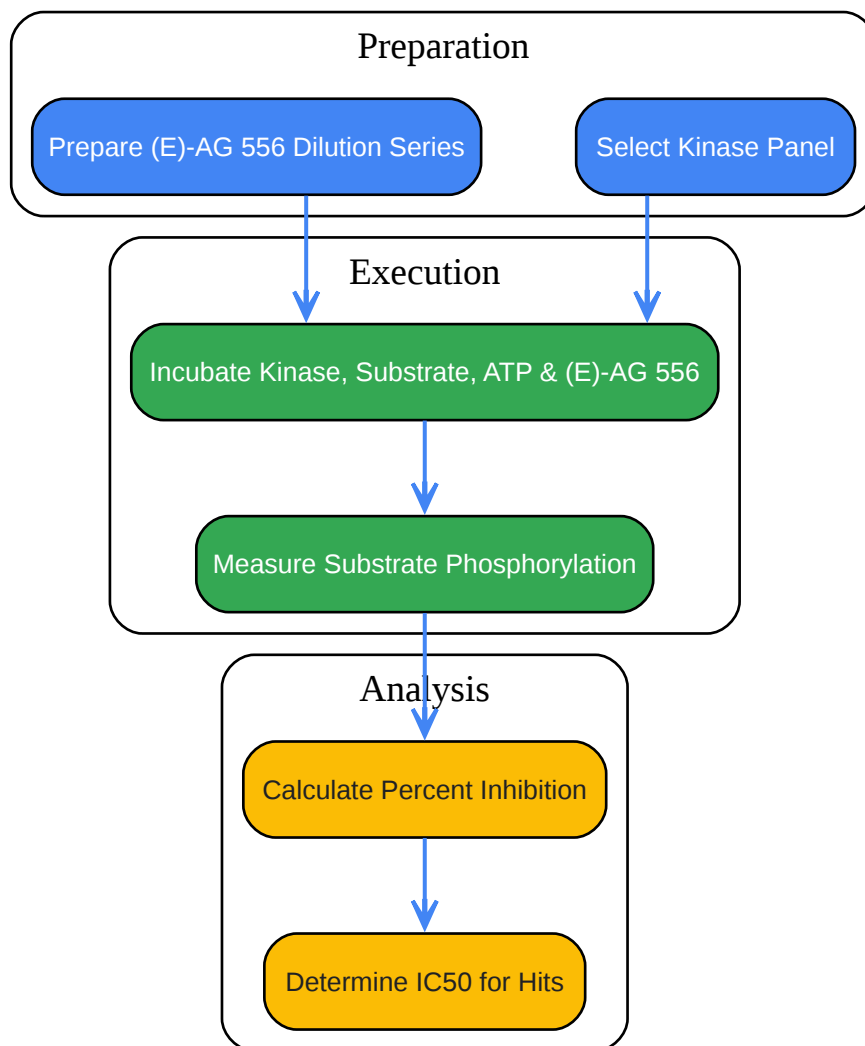 Preparation
Prepare (E)-AG 556 Dilution Series
Select Kinase Panel
Execution
Incubate Kinase, Substrate, ATP & (E)-AG 556
Measure Substrate Phosphorylation
Analysis
Calculate Percent Inhibition
Determine IC50 for Hits